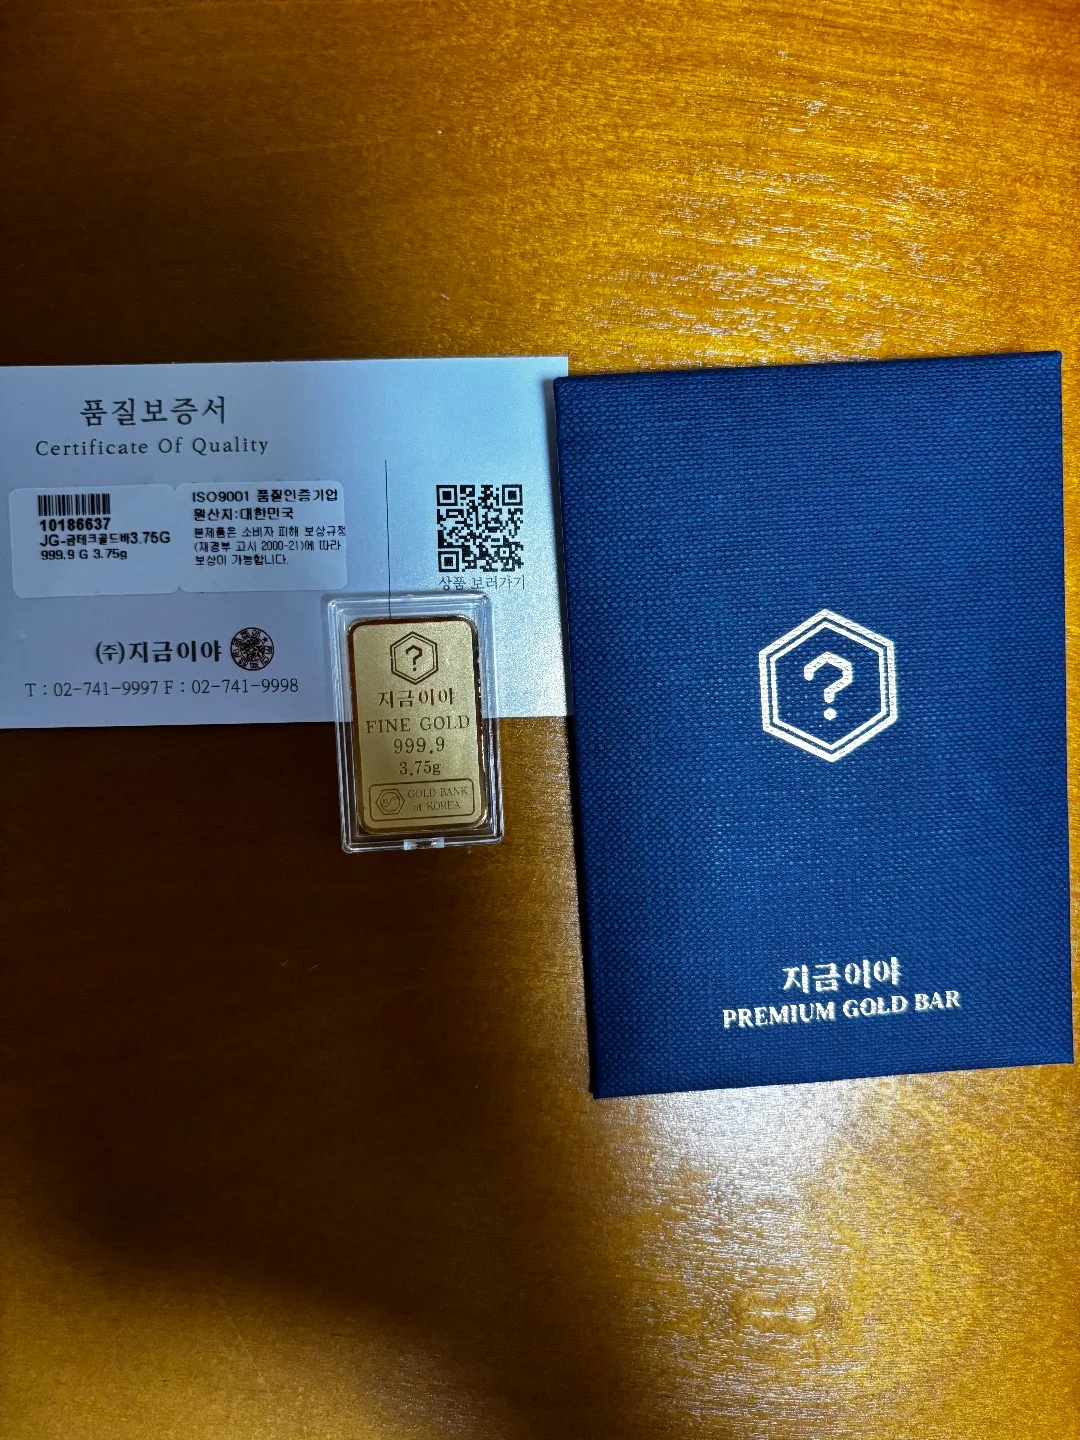 품질보증서
Certificate Of Quality
10186637
JG-금테크골드바3.75G
999.9 G 3.75g
ISO9001 품질인증기업
원산지:대한민국
본제품은 소비자 피해 보상규정
(재경부 고시 2000-21)에 따라
보상이 가능합니다.
상품 보러가기
(주)지금이야
T : 02-741-9997 F : 02-741-9998
?
지금이야
FINE GOLD
999.9
3.75g
GOLD BANK
of KOREA
?
지금이야
PREMIUM GOLD BAR